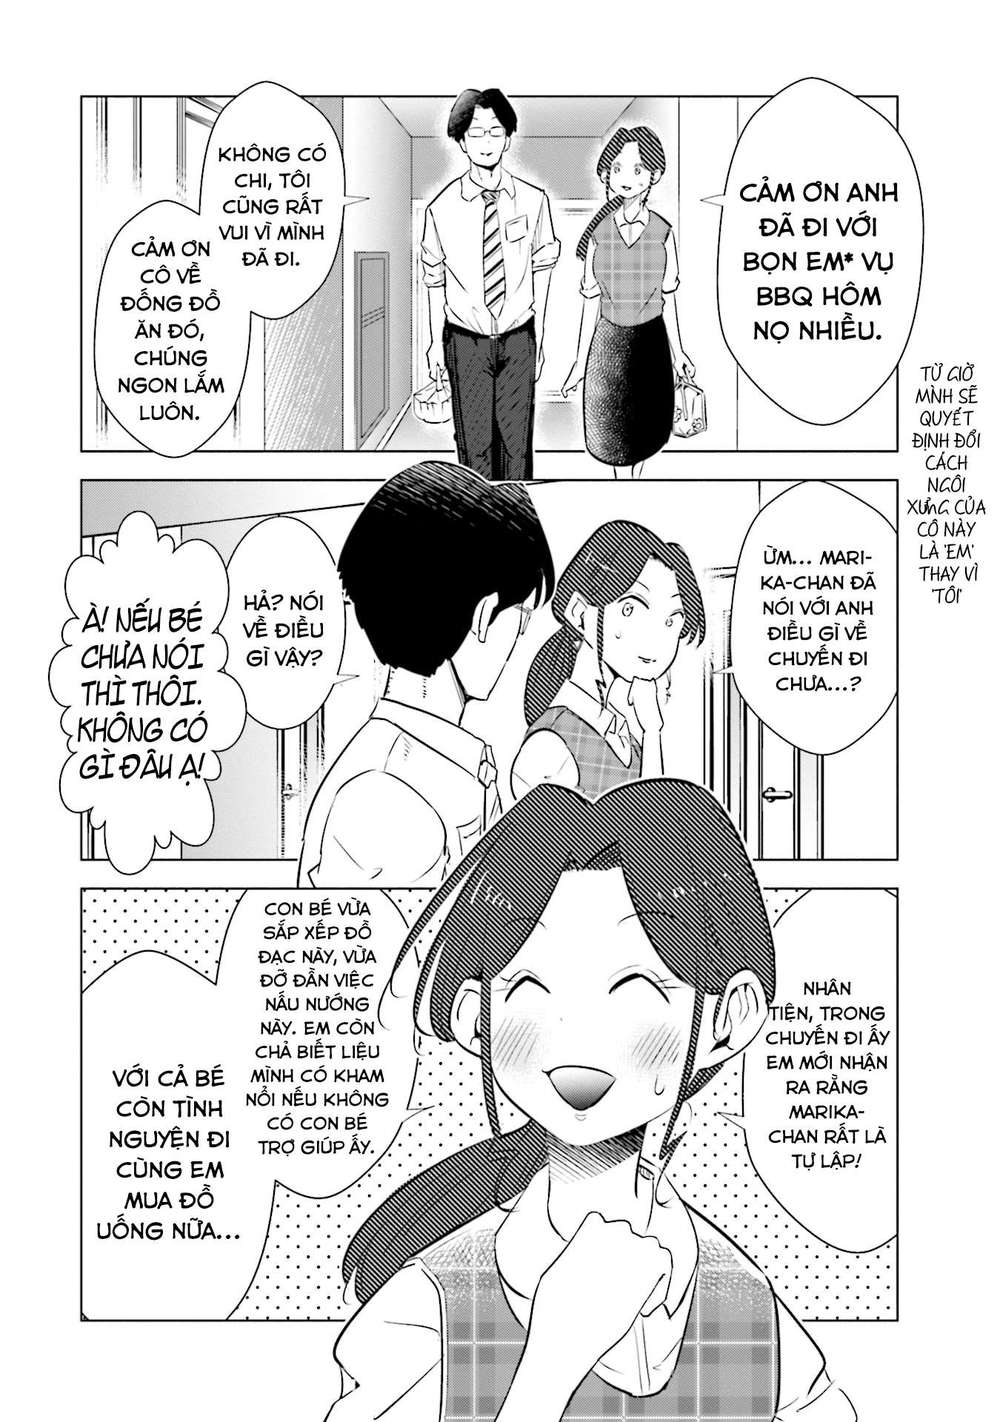 CẢM ƠN ANH
ĐÃ ĐI VỚI
BỌN EM* VỤ
BBQ HÔM
NỌ NHIỀU.
KHÔNG CÓ
CHI, TÔI
CŨNG RẤT
VUI VÌ MÌNH
ĐÃ ĐI.
CẢM ƠN
CÔ VỀ
ĐỐNG ĐỒ
ĂN ĐÓ,
CHÚNG
NGON LẮM
LUÔN.
TỪ GIỜ
MÌNH SẼ
QUYẾT
ĐỊNH ĐỔI
CÁCH
NGÔI
XƯNG CỦA
CÔ NÀY
LÀ 'EM'
THAY VÌ
'TÔI'
ỪM... MARI-
KA-CHAN ĐÃ
NÓI VỚI ANH
ĐIỀU GÌ VỀ
CHUYẾN ĐI
CHƯA...?
HẢ? NÓI
VỀ ĐIỀU
GÌ VẬY?
À! NẾU BÉ
CHƯA NÓI
THÌ THÔI.
KHÔNG CÓ
GÌ ĐÂU Ạ!
NHÂN
TIỆN, TRONG
CHUYẾN ĐI ẤY
EM MỚI NHẬN
RA RẰNG
MARIKA-
CHAN RẤT LÀ
TỰ LẬP!
CON BÉ VỪA
SẮP XẾP ĐỒ
ĐẠC NÀY, VỪA
ĐỠ ĐẦN VIỆC
NẤU NƯỚNG
NÀY. EM CÒN
CHẢ BIẾT LIỆU
MÌNH CÓ KHAM
NỔI NẾU KHÔNG
CÓ CON BÉ
TRỢ GIÚP ẤY.
VỚI CẢ BÉ
CÒN TÌNH
NGUYỆN ĐI
CÙNG EM
MUA ĐỒ
UỐNG NỮA...